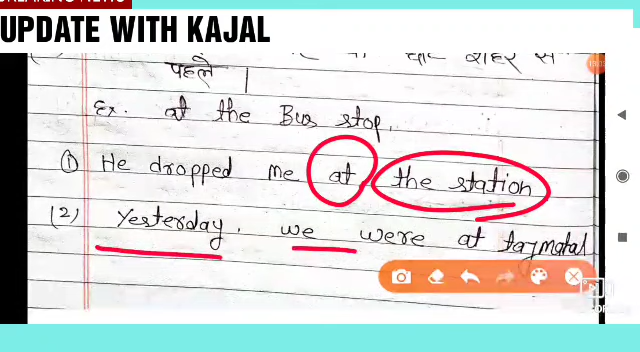 UPDATE WITH KAJAL
शहर से
पहले |
Ex. at the Bus stop.
① He dropped me at the station
(2) Yesterday. we were at tajmahal